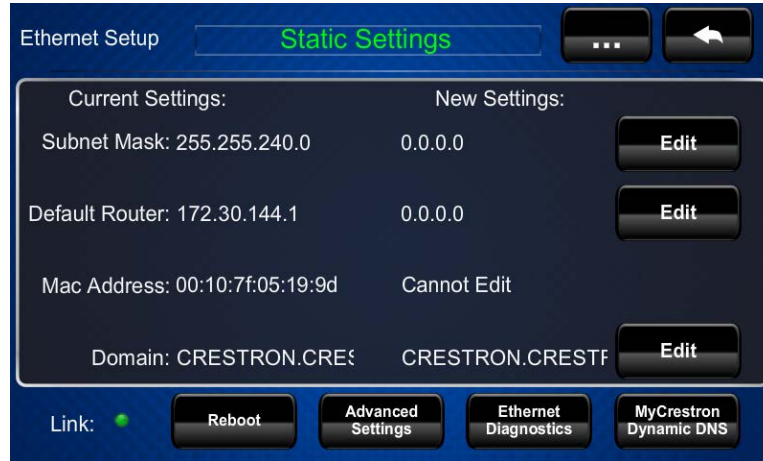 Ethernet Setup Static Settings ...
Current Settings: New Settings:
Subnet Mask: 255.255.240.0 0.0.0.0 Edit
Default Router: 172.30.144.1 0.0.0.0 Edit
Mac Address: 00:10:7f:05:19:9d Cannot Edit
Domain: CRESTRON.CRES CRESTRON.CREST Edit
Link: Reboot Advanced Settings Ethernet Diagnostics MyCrestron Dynamic DNS